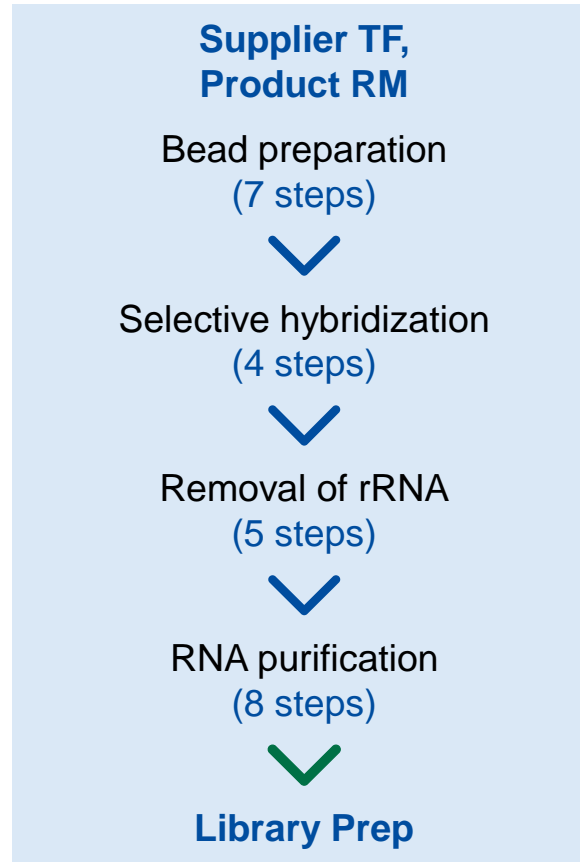 Supplier TF,
Product RM
Bead preparation
(7 steps)
Selective hybridization
(4 steps)
Removal of rRNA
(5 steps)
RNA purification
(8 steps)
Library Prep